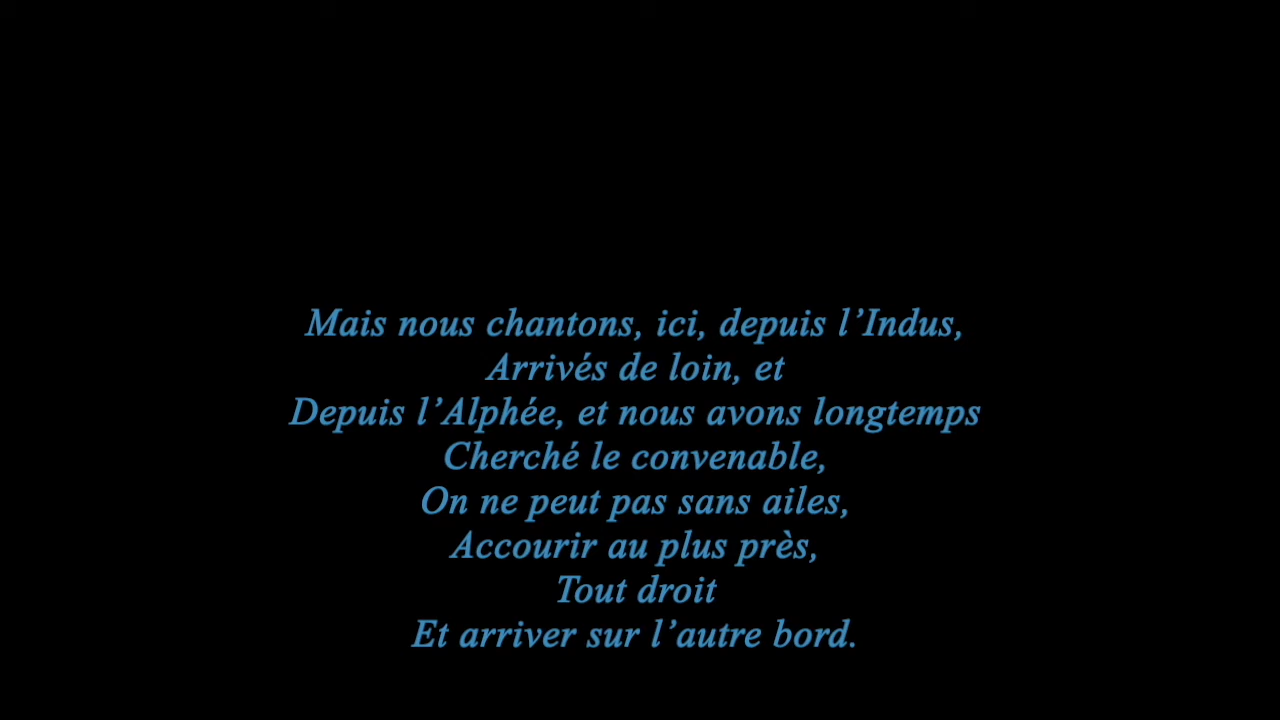 Mais nous chantons, ici, depuis l’Indus,
Arrivés de loin, et
Depuis l’Alphée, et nous avons longtemps
Cherché le convenable,
On ne peut pas sans ailes,
Accourir au plus près,
Tout droit
Et arriver sur l’autre bord.